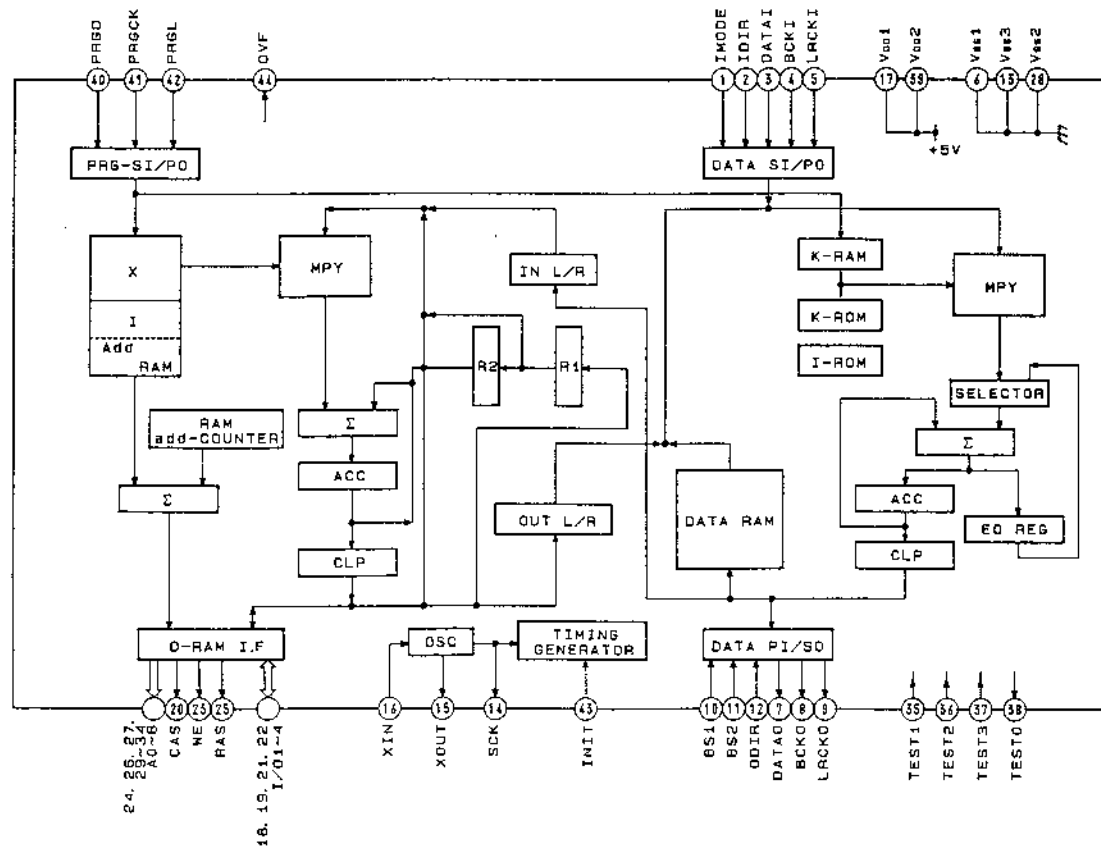 PRGD
PRGCK
PRGL
OVF
IMODE
IDIR
DATAI
BCKI
LRCKI
VDD1
VDD2
VSS1
VSS3
VSS2
40
41
42
44
1
2
3
4
5
17
6
28
+5V
PRG-SI/PO
DATA SI/PO
X
I
Add
RAM
MPY
IN L/R
K-RAM
K-ROM
I-ROM
MPY
R2
R1
SELECTOR
RAM
add-COUNTER
Σ
Σ
Σ
ACC
OUT L/R
DATA RAM
ACC
EQ REG
CLP
CLP
D-RAM I.F
OSC
TIMING
GENERATOR
DATA PI/SO
20
23
25
16
15
14
43
10
11
12
7
8
9
35
36
37
38
24. 26. 27.
29~34
A0~8
CAS
WE
RAS
18. 19. 21. 22
I/O1~4
XIN
XOUT
SCK
INIT
BS1
BS2
ODIR
DATAO
BCKO
LRCKO
TEST1
TEST2
TEST3
TESTO